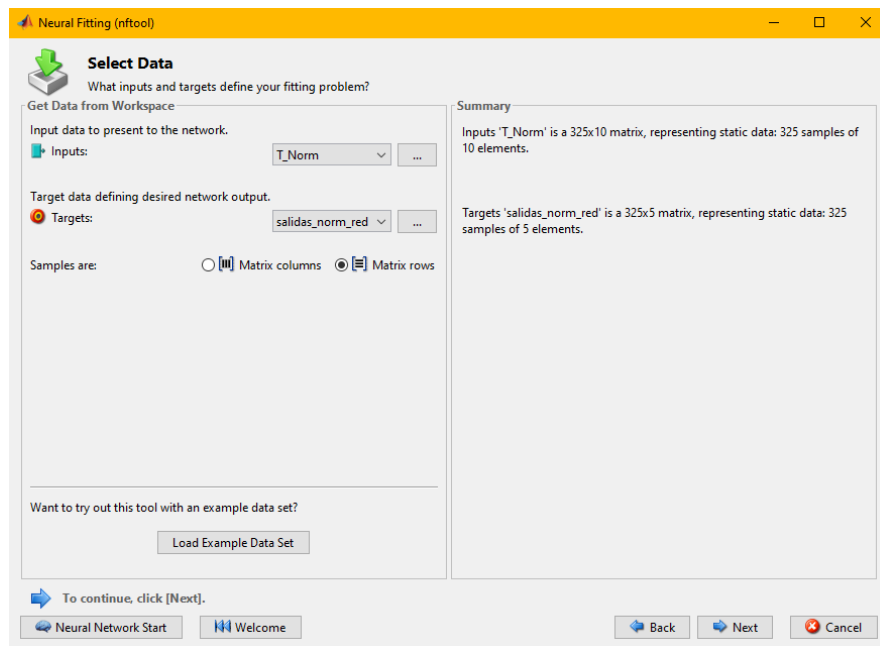 Neural Fitting (nftool)
Select Data
What inputs and targets define your fitting problem?
Get Data from Workspace
Input data to present to the network.
Inputs:
T_Norm
...
Target data defining desired network output.
Targets:
salidas_norm_red
...
Samples are:
Matrix columns
Matrix rows
Want to try out this tool with an example data set?
Load Example Data Set
Summary
Inputs 'T_Norm' is a 325x10 matrix, representing static data: 325 samples of
10 elements.
Targets 'salidas_norm_red' is a 325x5 matrix, representing static data: 325
samples of 5 elements.
To continue, click [Next].
Neural Network Start
Welcome
Back
Next
Cancel